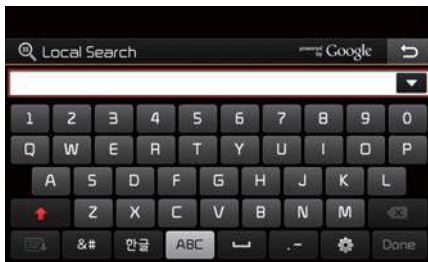 Local Search powered by Google
1 2 3 4 5 6 7 8 9 0
Q W E R T Y U I O P
A S D F G H J K L
Z X C V B N M
&# 한글 ABC .- Done